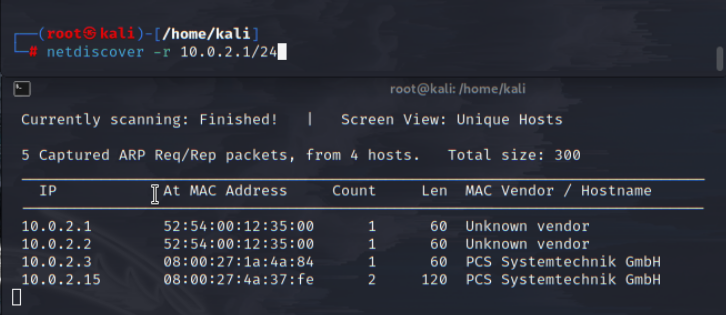 ┌──(root㉿kali)-[/home/kali]
└─# netdiscover -r 10.0.2.1/24
root@kali: /home/kali
Currently scanning: Finished!   |   Screen View: Unique Hosts
5 Captured ARP Req/Rep packets, from 4 hosts.   Total size: 300
IP            At MAC Address     Count     Len  MAC Vendor / Hostname
10.0.2.1        52:54:00:12:35:00      1      60  Unknown vendor
10.0.2.2        52:54:00:12:35:00      1      60  Unknown vendor
10.0.2.3        08:00:27:1a:4a:84      1      60  PCS Systemtechnik GmbH
10.0.2.15       08:00:27:4a:37:fe      2     120  PCS Systemtechnik GmbH